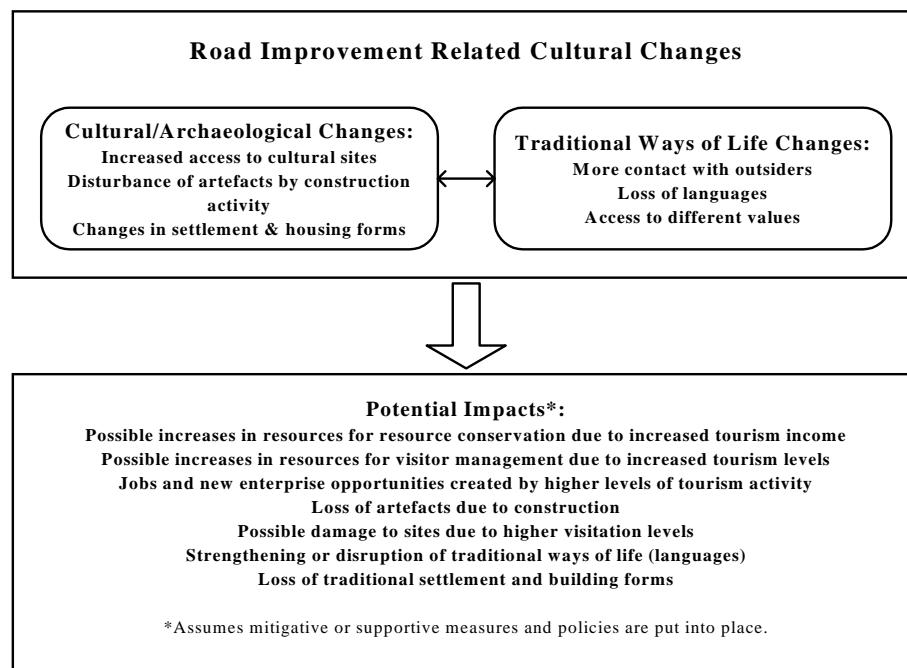 Road Improvement Related Cultural Changes
Cultural/Archaeological Changes:
Increased access to cultural sites
Disturbance of artefacts by construction
activity
Changes in settlement & housing forms
Traditional Ways of Life Changes:
More contact with outsiders
Loss of languages
Access to different values
Potential Impacts*:
Possible increases in resources for resource conservation due to increased tourism income
Possible increases in resources for visitor management due to increased tourism levels
Jobs and new enterprise opportunities created by higher levels of tourism activity
Loss of artefacts due to construction
Possible damage to sites due to higher visitation levels
Strengthening or disruption of traditional ways of life (languages)
Loss of traditional settlement and building forms
*Assumes mitigative or supportive measures and policies are put into place.